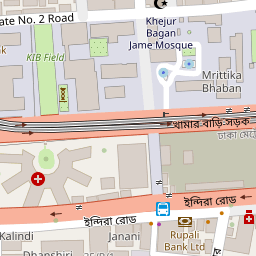 ate No. 2 Road
Khejur
Bagan
Jame Mosque
KIB Field
Mrittika
Bhaban
খামার বাড়ি সড়ক
ঢাকা মে
ইন্দিরা রোড
ইন্দিরা রোড
Kalindi
Janani
Rupali
Bank Ltd
Dhanshiri